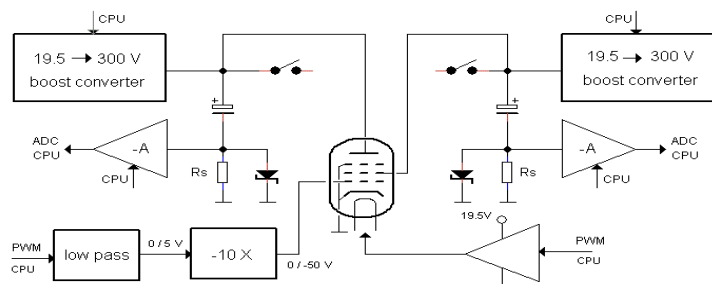 CPU
CPU
19.5 → 300 V
boost converter
19.5 → 300 V
boost converter
+
+
ADC
CPU
-A
CPU
Rs
Rs
-A
CPU
ADC
CPU
PWM
CPU
low pass
0 / 5 V
-10 X
0 / -50 V
19.5V
PWM
CPU